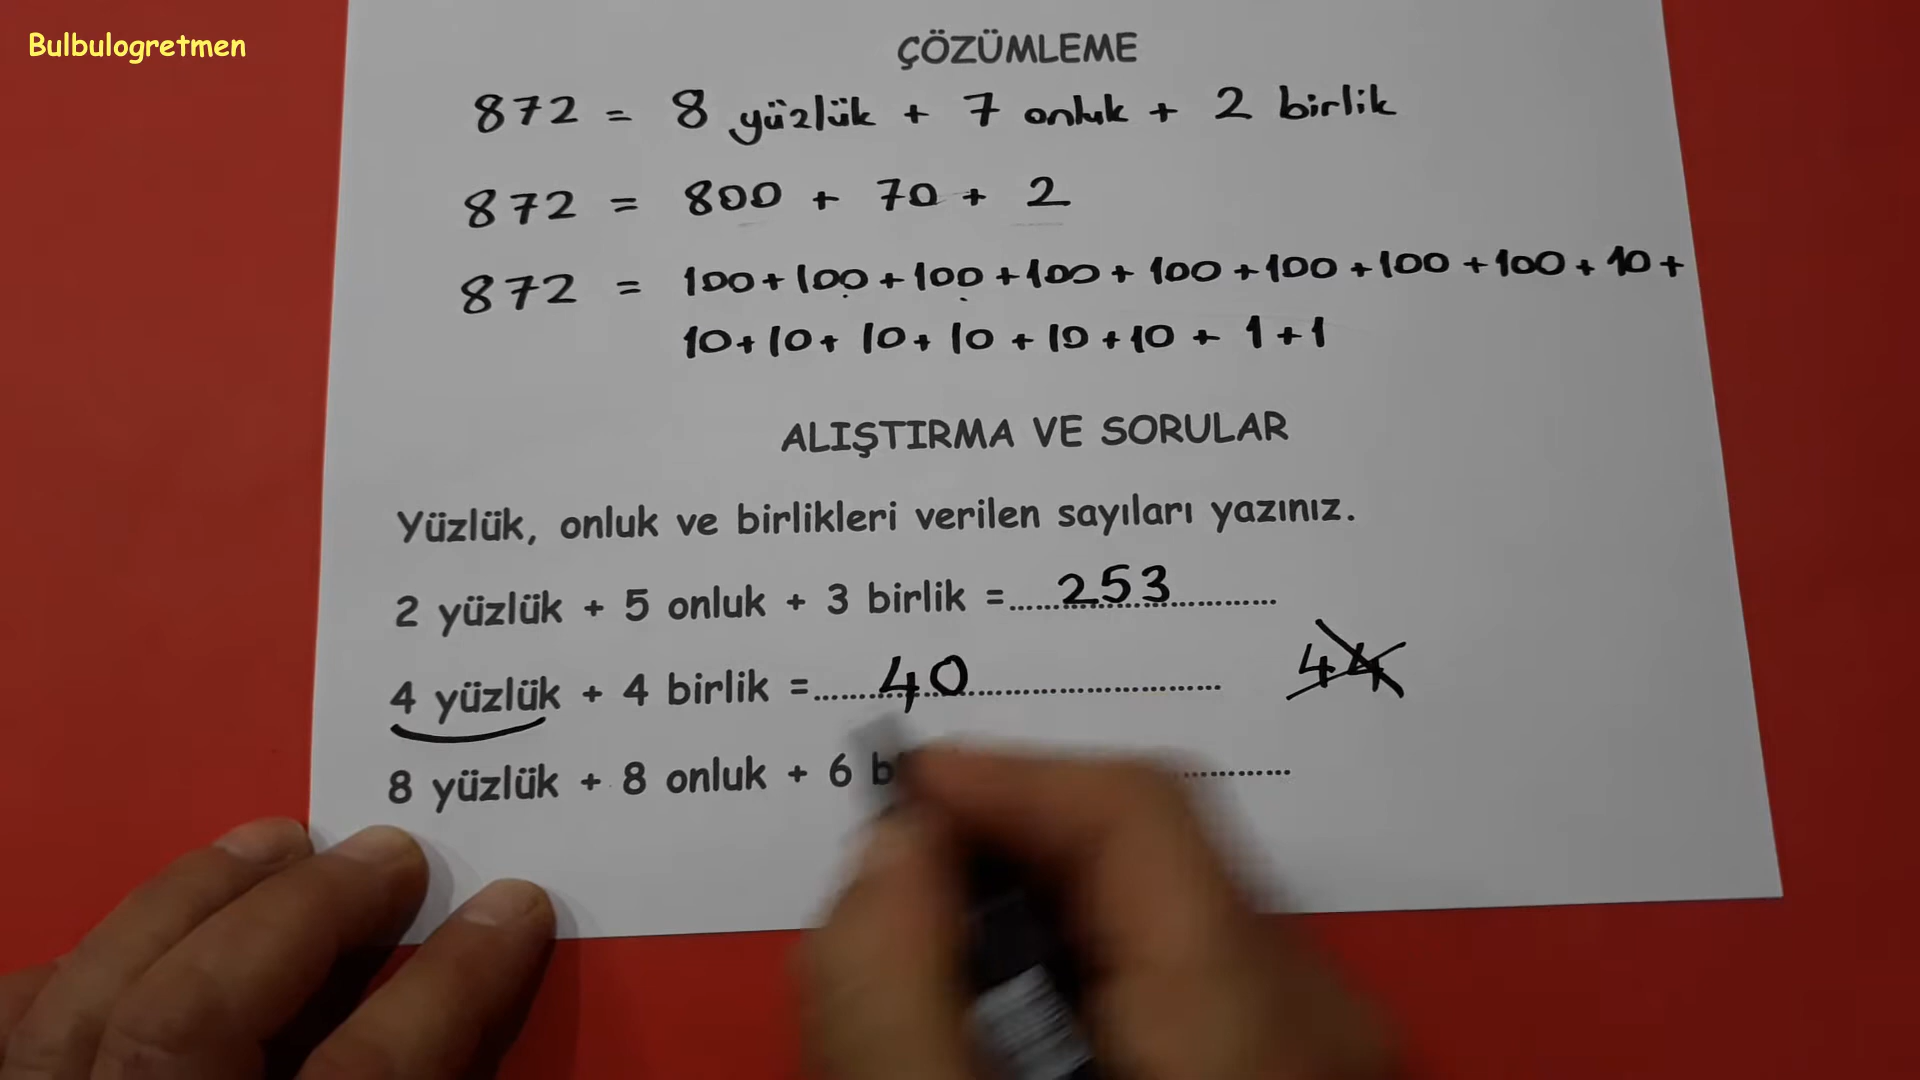 Bulbulogretmen
ÇÖZÜMLEME
872 = 8 yüzlük + 7 onluk + 2 birlik
872 = 800 + 70 + 2
872 = 100+100+100+100+100+100+100+100+10+
10+10+10+10+10+10+1+1
ALIŞTIRMA VE SORULAR
Yüzlük, onluk ve birlikleri verilen sayıları yazınız.
2 yüzlük + 5 onluk + 3 birlik =......253......
4 yüzlük + 4 birlik =......40...... 44
8 yüzlük + 8 onluk + 6